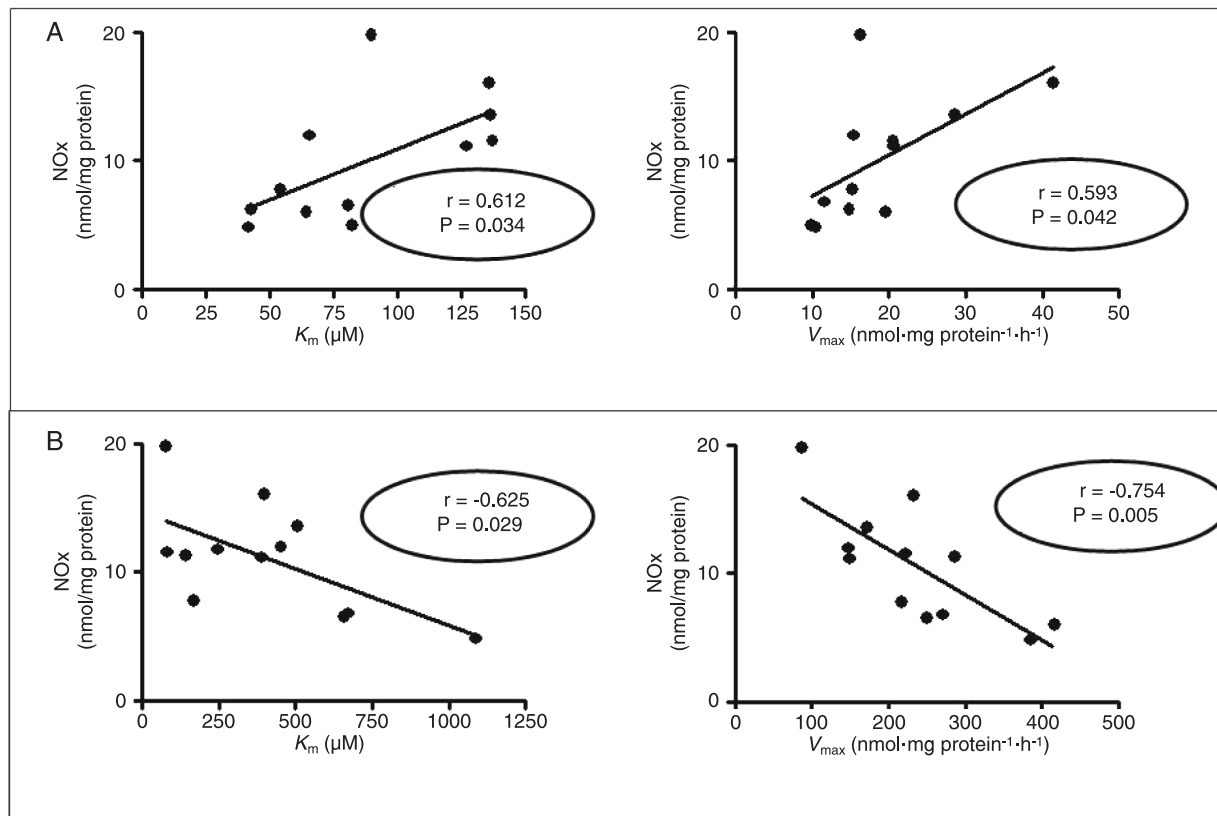 A
NOx
(nmol/mg protein)
20
10
0
r = 0.612
P = 0.034
0 25 50 75 100 125 150
Km (µM)
NOx
(nmol/mg protein)
20
10
0
r = 0.593
P = 0.042
0 10 20 30 40 50
Vmax (nmol·mg protein-1·h-1)
B
NOx
(nmol/mg protein)
20
10
0
r = -0.625
P = 0.029
0 250 500 750 1000 1250
Km (µM)
NOx
(nmol/mg protein)
20
10
0
r = -0.754
P = 0.005
0 100 200 300 400 500
Vmax (nmol·mg protein-1·h-1)